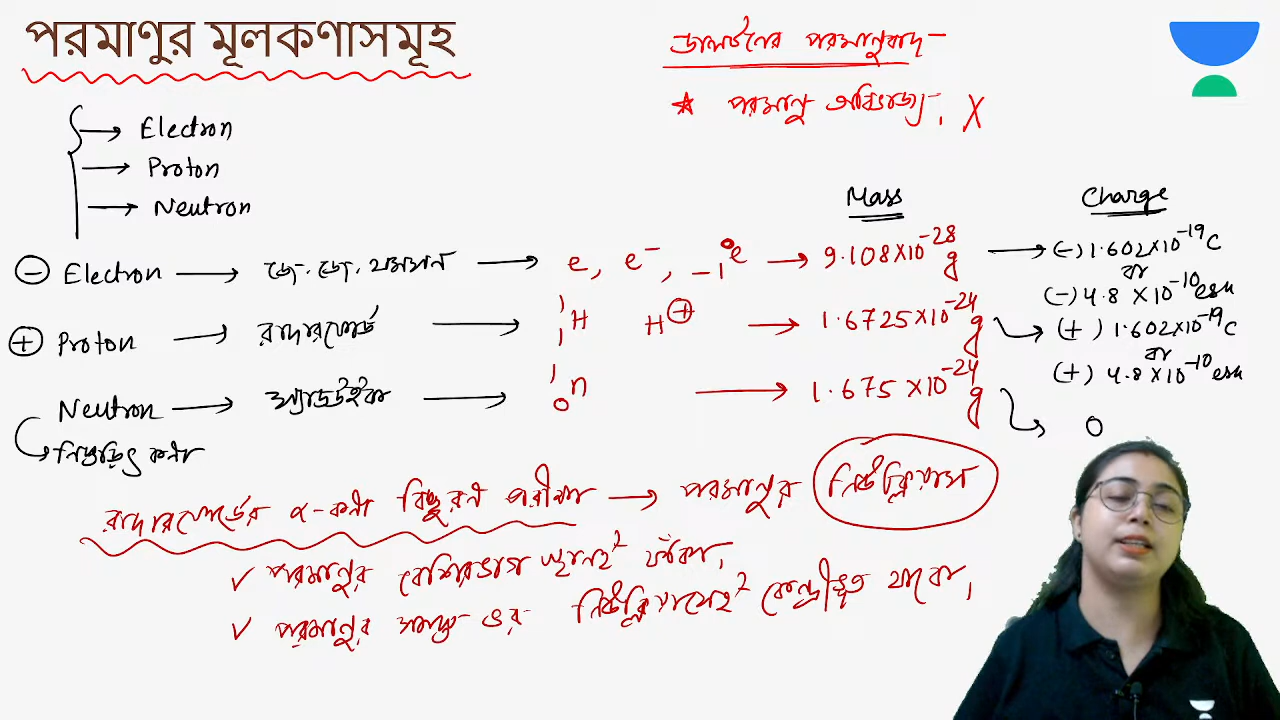 পরমাণুর মূলকণাসমূহ
ডালটনের পরমাণুবাদ-
★ পরমাণু অবিভাজ্য, X
→ Electron
→ Proton
→ Neutron
Mass
Charge
⊖ Electron → জে. জে. থমসান → e, e⁻, ₋₁e⁰ → 9.108×10⁻²⁸ g → (-) 1.602×10⁻¹⁹ C
বা
(-) 4.8 × 10⁻¹⁰ esu
⊕ Proton → রাদারফোর্ড → ¹₁H H⊕ → 1.6725×10⁻²⁴ g → (+) 1.602×10⁻¹⁹ C
বা
(+) 4.8×10⁻¹⁰ esu
Neutron → চ্যাডউইক → ¹₀n → 1.675 ×10⁻²⁴ g → 0
নিস্তড়িৎ কণা
রাদারফোর্ডের α-কণা বিচ্ছুরণ পরীক্ষা → পরমাণুর নিউক্লিয়াস
✓ পরমাণুর বেশিরভাগ স্থানই ফাঁকা,
✓ পরমাণুর সমস্ত ভর নিউক্লিয়াসেই কেন্দ্রীভূত থাকে,